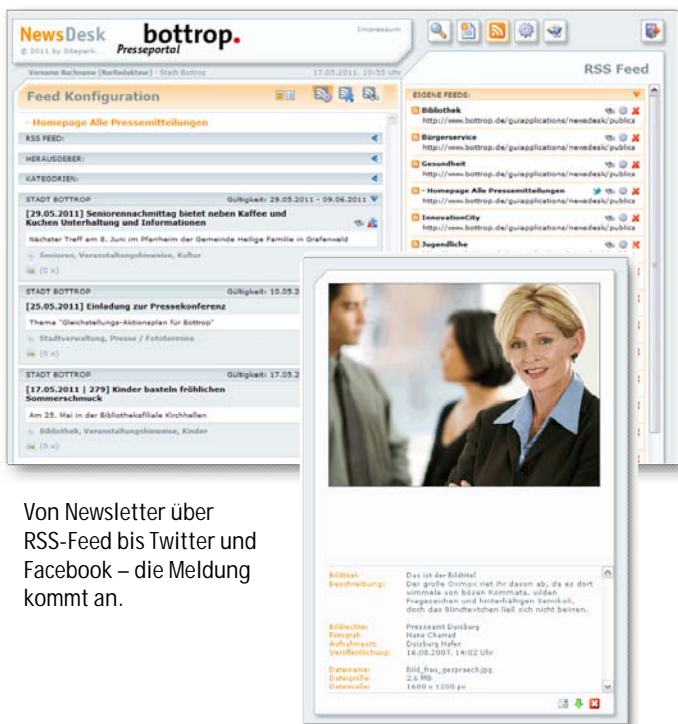 NewsDesk
© 2011 by Sitepark
bottrop.
Presseportal
Impressum
Vorname Nachname [NurRedakteur] - Stadt Bottrop
17.05.2011, 10:55 Uhr
Feed Konfiguration
- Homepage Alle Pressemitteilungen
RSS FEED:
HERAUSGEBER:
KATEGORIEN:
STADT BOTTROP Gültigkeit: 29.05.2011 - 09.06.2011
[29.05.2011] Seniorennachmittag bietet neben Kaffee und
Kuchen Unterhaltung und Informationen
Nächster Treff am 8. Juni im Pfarrheim der Gemeinde Heilige Familie in Grafenwald
Senioren, Veranstaltungshinweise, Kultur
(0 x)
STADT BOTTROP Gültigkeit: 10.05.2
[25.05.2011] Einladung zur Pressekonferenz
Thema "Gleichstellungs-Aktionsplan für Bottrop"
Stadtverwaltung, Presse / Fototermine
(0 x)
STADT BOTTROP Gültigkeit: 17.05.2
[17.05.2011 | 279] Kinder basteln fröhlichen
Sommerschmuck
Am 25. Mai in der Bibliotheksfiliale Kirchhellen
Bibliothek, Veranstaltungshinweise, Kinder
(0 x)
RSS Feed
EIGENE FEEDS:
Bibliothek
http://www.bottrop.de/guiapplications/newsdesk/publica
Bürgerservice
http://www.bottrop.de/guiapplications/newsdesk/publica
Gesundheit
http://www.bottrop.de/guiapplications/newsdesk/publica
- Homepage Alle Pressemitteilungen
http://www.bottrop.de/guiapplications/newsdesk/publica
InnovationCity
http://www.bottrop.de/guiapplications/newsdesk/publica
Jugendliche
Bildtitel: Das ist der Bildtitel
Beschreibung: Der große Oxmox riet ihr davon ab, da es dort
wimmele von bösen Kommata, wilden
Fragezeichen und hinterhältigen Semikoli,
doch das Blindtextchen ließ sich nicht beirren.
Bildrechte: Presseamt Duisburg
Fotograf: Hans Charrad
Aufnahmeort: Duisburg Hafen
Veröffentlichung: 16.08.2007, 14:02 Uhr
Dateiname: Bild_frau_gespraech.jpg
Dateigröße: 2,6 MB
Dateimaße: 1600 x 1200 px
Von Newsletter über
RSS-Feed bis Twitter und
Facebook – die Meldung
kommt an.